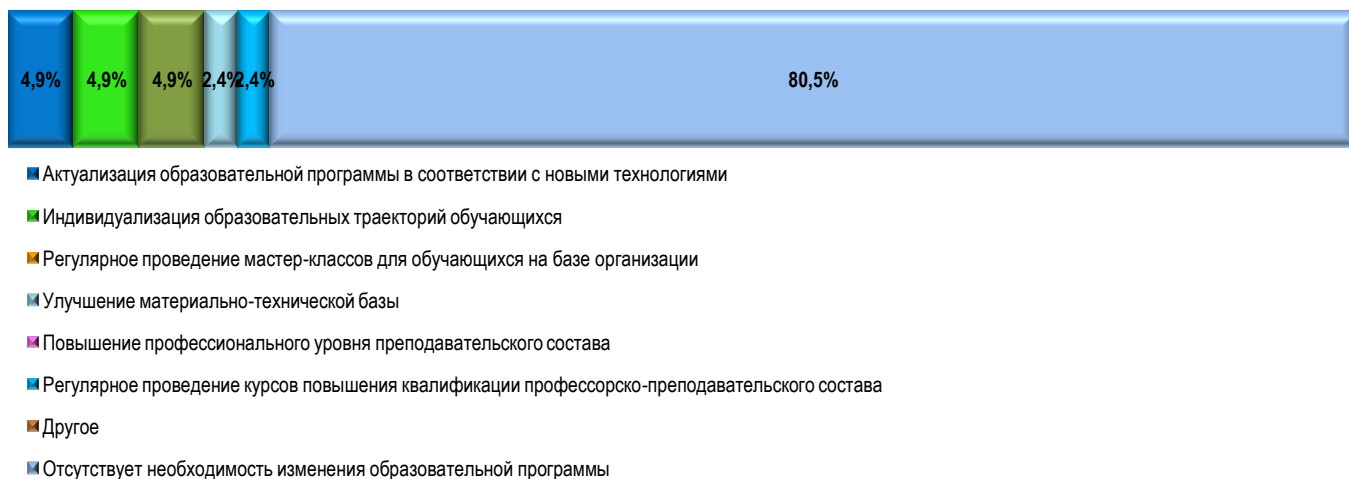 4,9% 4,9% 4,9% 2,4% 2,4% 80,5%
Актуализация образовательной программы в соответствии с новыми технологиями
Индивидуализация образовательных траекторий обучающихся
Регулярное проведение мастер-классов для обучающихся на базе организации
Улучшение материально-технической базы
Повышение профессионального уровня преподавательского состава
Регулярное проведение курсов повышения квалификации профессорско-преподавательского состава
Другое
Отсутствует необходимость изменения образовательной программы